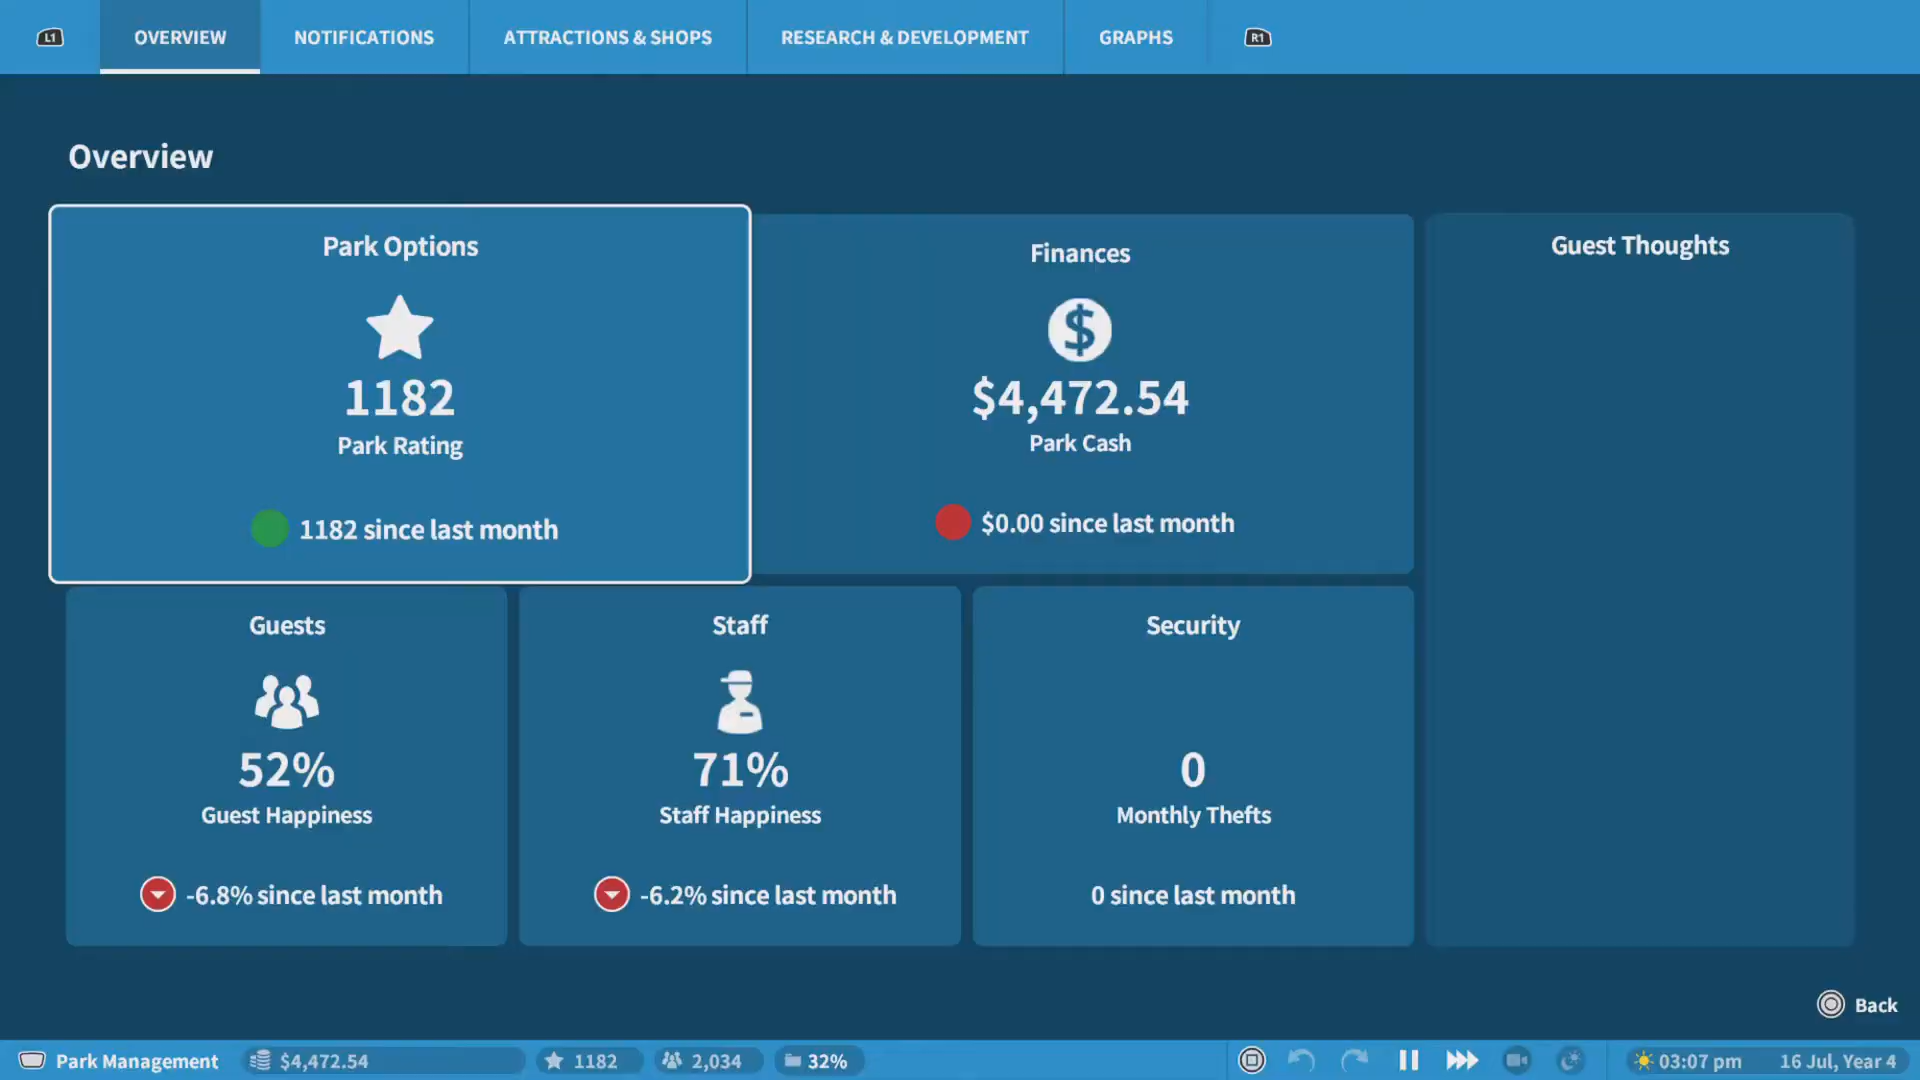 L1
OVERVIEW
NOTIFICATIONS
ATTRACTIONS & SHOPS
RESEARCH & DEVELOPMENT
GRAPHS
R1
Overview
Park Options
1182
Park Rating
1182 since last month
Finances
$
$4,472.54
Park Cash
$0.00 since last month
Guest Thoughts
Guests
52%
Guest Happiness
-6.8% since last month
Staff
71%
Staff Happiness
-6.2% since last month
Security
0
Monthly Thefts
0 since last month
Back
Park Management
$4,472.54
1182
2,034
32%
03:07 pm
16 Jul, Year 4